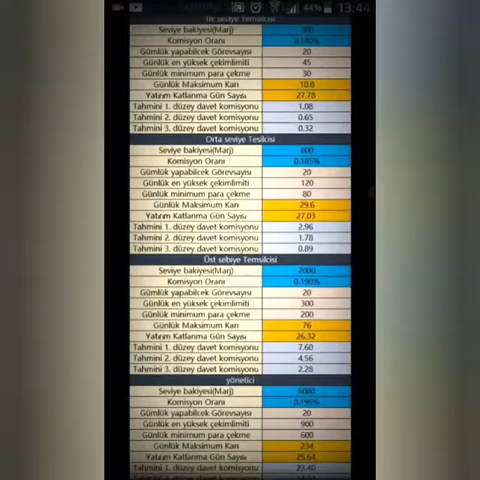 44% 13:44
İlk seviye Temsilcisi
Seviye bakiyesi(Marj) 300
Komisyon Oranı 0.180%
Gümlük yapabilcek Görevsayısı 20
Günlük en yüksek çekimlimiti 45
Günlük minimum para çekme 30
Günlük Maksimum Karı 10.8
Yatırım Katlanma Gün Sayısı 27.78
Tahmini 1. düzey davet komisyonu 1.08
Tahmini 2. düzey davet komisyonu 0.65
Tahmini 3. düzey davet komisyonu 0.32
Orta seviye Tesilcisi
Seviye bakiyesi(Marj) 800
Komisyon Oranı 0.185%
Gümlük yapabilcek Görevsayısı 20
Günlük en yüksek çekimlimiti 120
Günlük minimum para çekme 80
Günlük Maksimum Karı 29.6
Yatırım Katlanma Gün Sayısı 27.03
Tahmini 1. düzey davet komisyonu 2.96
Tahmini 2. düzey davet komisyonu 1.78
Tahmini 3. düzey davet komisyonu 0.89
Üst sebiye Temsilcisi
Seviye bakiyesi(Marj) 2000
Komisyon Oranı 0.190%
Gümlük yapabilcek Görevsayısı 20
Günlük en yüksek çekimlimiti 300
Günlük minimum para çekme 200
Günlük Maksimum Karı 76
Yatırım Katlanma Gün Sayısı 26.32
Tahmini 1. düzey davet komisyonu 7.60
Tahmini 2. düzey davet komisyonu 4.56
Tahmini 3. düzey davet komisyonu 2.28
yönetici
Seviye bakiyesi(Marj) 6000
Komisyon Oranı 0.195%
Gümlük yapabilcek Görevsayısı 20
Günlük en yüksek çekimlimiti 900
Günlük minimum para çekme 600
Günlük Maksimum Karı 234
Yatırım Katlanma Gün Sayısı 25.64
Tahmini 1. düzey davet komisyonu 23.40